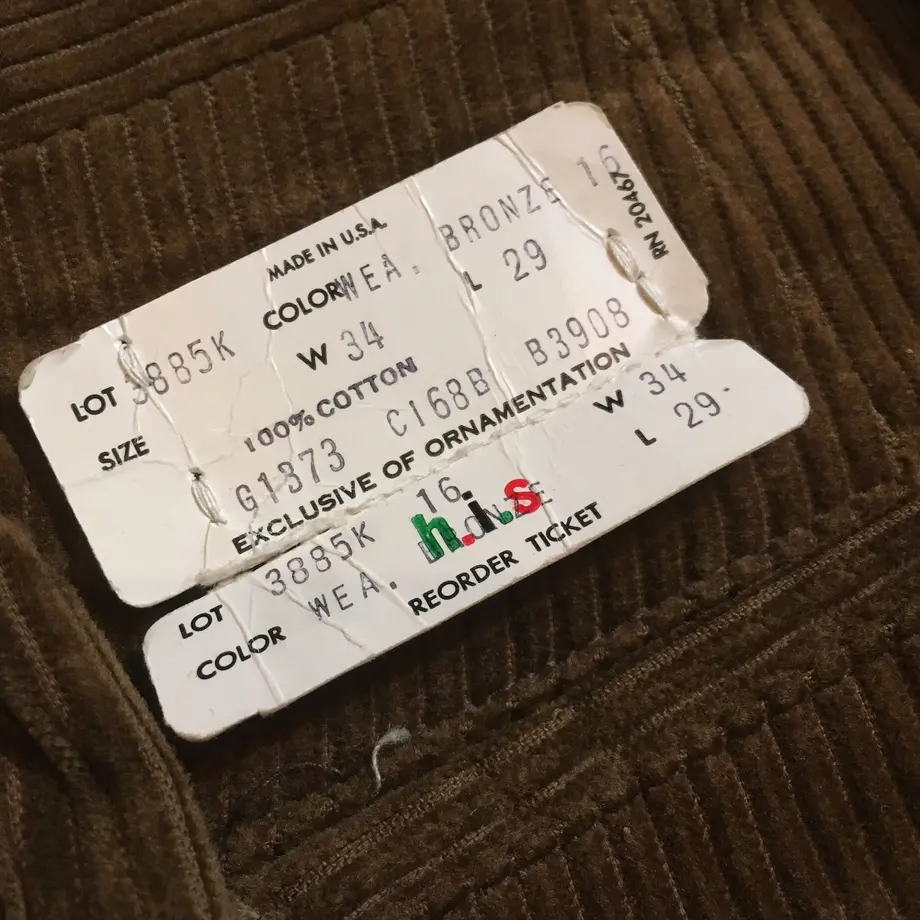 MADE IN U.S.A.
COLOR WEA. BRONZE 16
LOT 3885K W 34 L 29
RN 20467
SIZE 100% COTTON
G1373 C168B B3908
EXCLUSIVE OF ORNAMENTATION
LOT 3885K 16 W 34
COLOR WEA. BRONZE L 29
h.i.s
REORDER TICKET